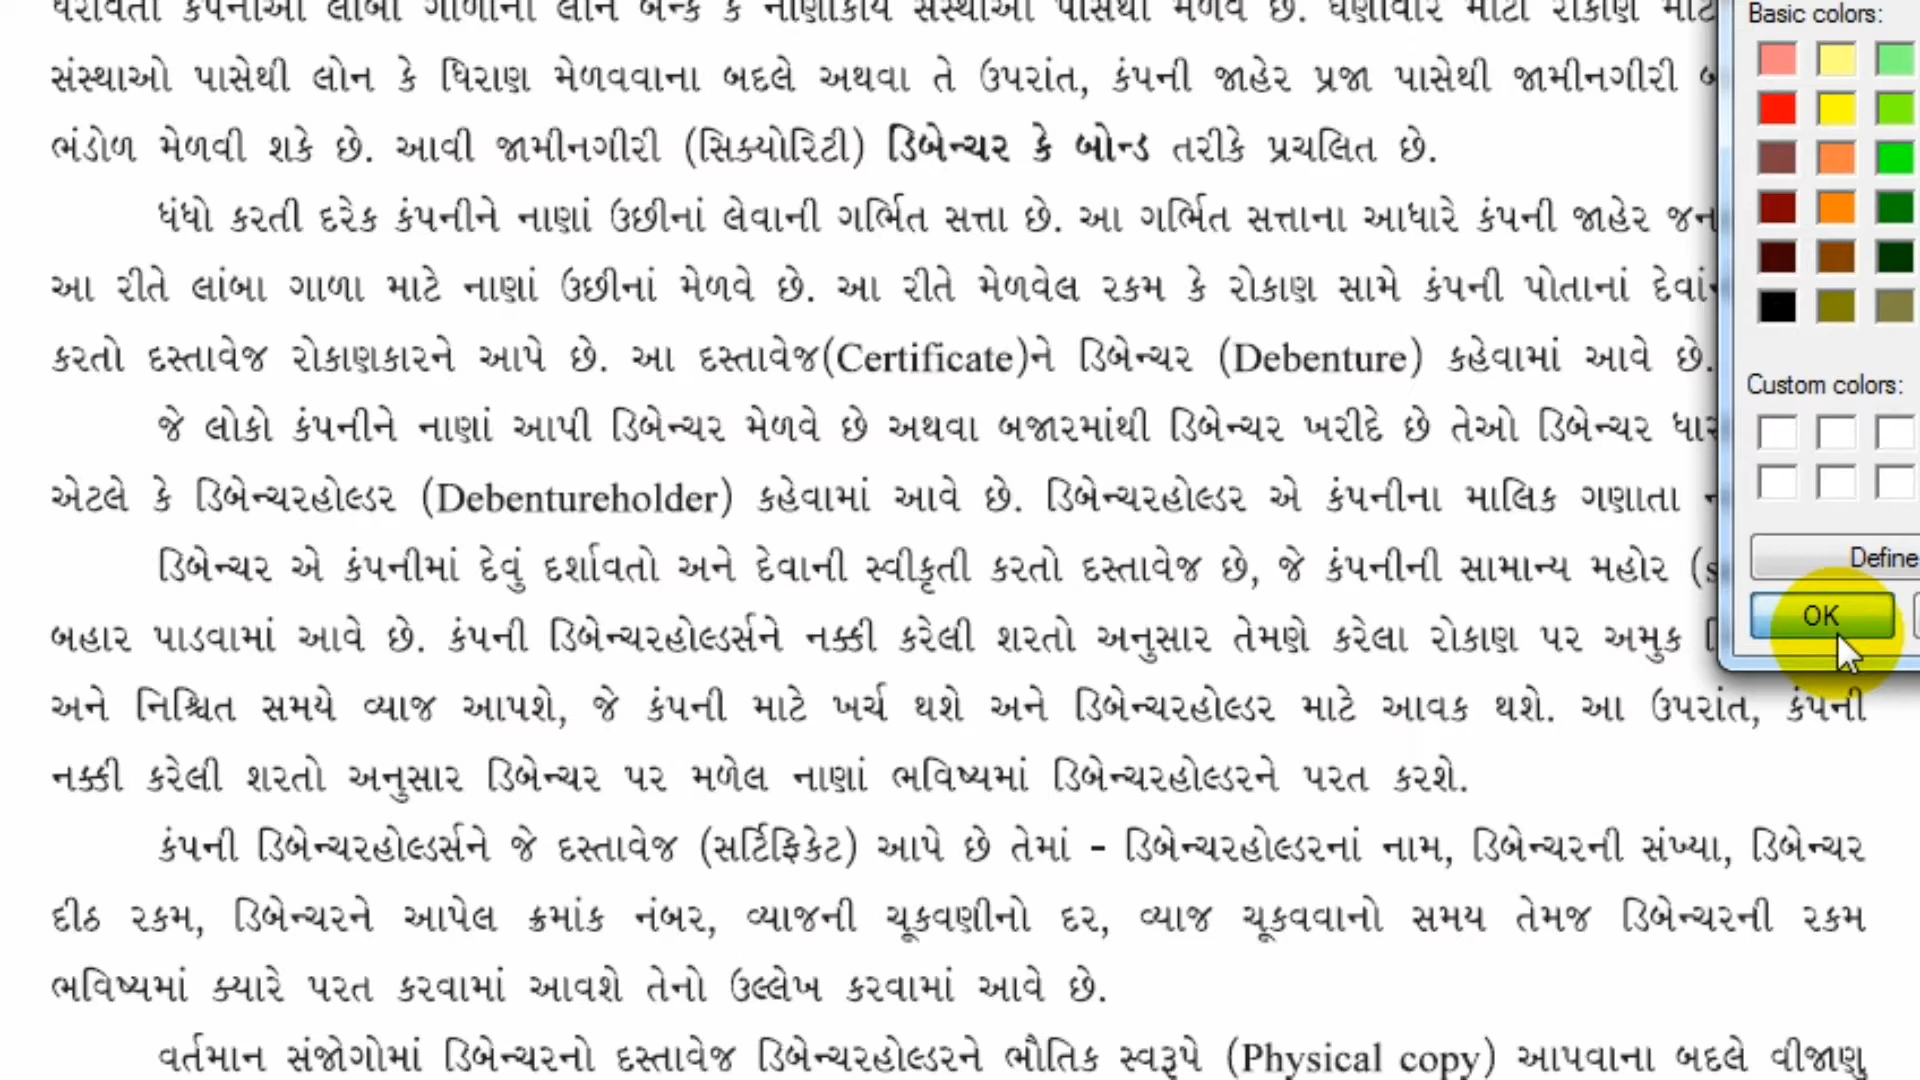 ધરાવતી કંપનીઓ લાંબા ગાળાની લોન બૅન્ક કે નાણાકીય સંસ્થાઓ પાસેથી મેળવે છે. ઘણીવાર મોટા રોકાણ માટે
સંસ્થાઓ પાસેથી લોન કે ધિરાણ મેળવવાના બદલે અથવા તે ઉપરાંત, કંપની જાહેર પ્રજા પાસેથી જામીનગીરી
ભંડોળ મેળવી શકે છે. આવી જામીનગીરી (સિક્યોરિટી) ડિબેન્ચર કે બોન્ડ તરીકે પ્રચલિત છે.
ધંધો કરતી દરેક કંપનીને નાણાં ઉછીનાં લેવાની ગર્ભિત સત્તા છે. આ ગર્ભિત સત્તાના આધારે કંપની જાહેર
આ રીતે લાંબા ગાળા માટે નાણાં ઉછીનાં મેળવે છે. આ રીતે મેળવેલ રકમ કે રોકાણ સામે કંપની પોતાનાં
કરતો દસ્તાવેજ રોકાણકારને આપે છે. આ દસ્તાવેજ(Certificate)ને ડિબેન્ચર (Debenture) કહેવામાં આવે છે.
જે લોકો કંપનીને નાણાં આપી ડિબેન્ચર મેળવે છે અથવા બજારમાંથી ડિબેન્ચર ખરીદે છે તેઓ ડિબેન્ચર
એટલે કે ડિબેન્ચરહોલ્ડર (Debentureholder) કહેવામાં આવે છે. ડિબેન્ચરહોલ્ડર એ કંપનીના માલિક ગણાતા
ડિબેન્ચર એ કંપનીમાં દેવું દર્શાવતો અને દેવાની સ્વીકૃતી કરતો દસ્તાવેજ છે, જે કંપનીની સામાન્ય મહોર
બહાર પાડવામાં આવે છે. કંપની ડિબેન્ચરહોલ્ડર્સને નક્કી કરેલી શરતો અનુસાર તેમણે કરેલા રોકાણ પર અમુક
અને નિશ્ચિત સમયે વ્યાજ આપશે, જે કંપની માટે ખર્ચ થશે અને ડિબેન્ચરહોલ્ડર માટે આવક થશે. આ ઉપરાંત, કંપની
નક્કી કરેલી શરતો અનુસાર ડિબેન્ચર પર મળેલ નાણાં ભવિષ્યમાં ડિબેન્ચરહોલ્ડરને પરત કરશે.
કંપની ડિબેન્ચરહોલ્ડર્સને જે દસ્તાવેજ (સર્ટિફિકેટ) આપે છે તેમાં - ડિબેન્ચરહોલ્ડરનાં નામ, ડિબેન્ચરની સંખ્યા, ડિબેન્ચર
દીઠ રકમ, ડિબેન્ચરને આપેલ ક્રમાંક નંબર, વ્યાજની ચૂકવણીનો દર, વ્યાજ ચૂકવવાનો સમય તેમજ ડિબેન્ચરની રકમ
ભવિષ્યમાં ક્યારે પરત કરવામાં આવશે તેનો ઉલ્લેખ કરવામાં આવે છે.
વર્તમાન સંજોગોમાં ડિબેન્ચરનો દસ્તાવેજ ડિબેન્ચરહોલ્ડરને ભૌતિક સ્વરૂપે (Physical copy) આપવાના બદલે વીજાણુ
Basic colors:
Custom colors:
Define
OK